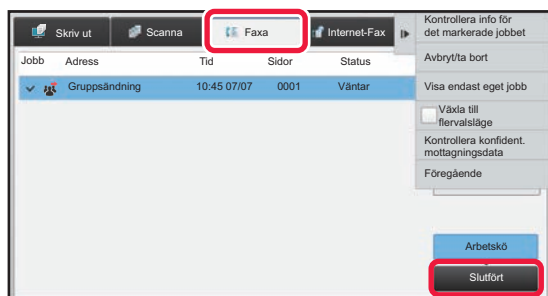 Skriv ut
Scanna
Faxa
Internet-Fax
Jobb
Adress
Tid
Sidor
Status
Gruppsändning
10:45 07/07
0001
Väntar
Kontrollera info för
det markerade jobbet
Avbryt/ta bort
Visa endast eget jobb
Växla till
flervalsläge
Kontrollera konfident.
mottagningsdata
Föregående
Arbetskö
Slutfört